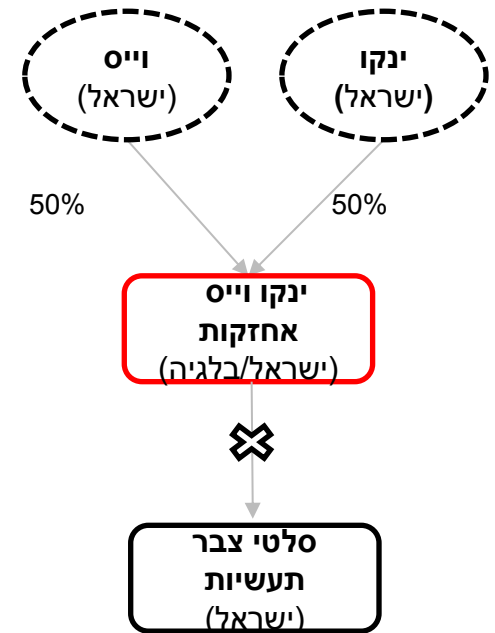 ינקו
(ישראל)
וייס
(ישראל)
50%
50%
ינקו וייס
אחזקות
(ישראל/בלגיה)
סלטי צבר
תעשיות
(ישראל)